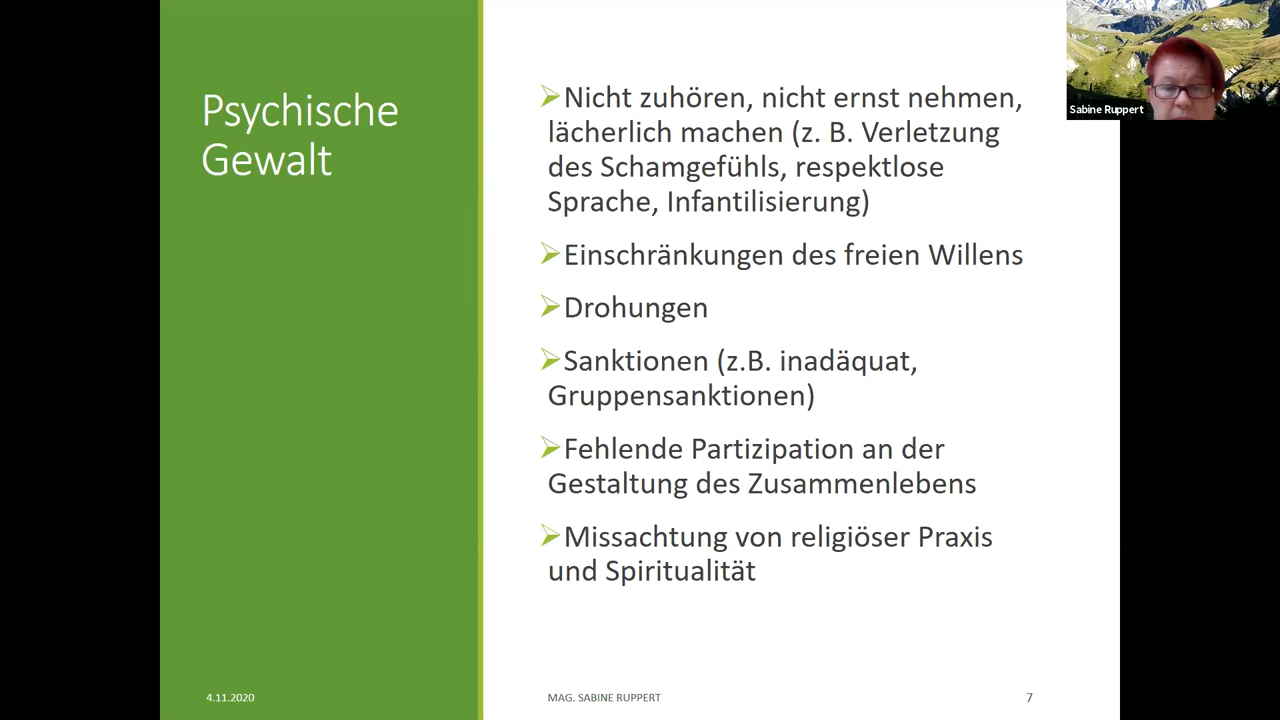 Psychische
Gewalt
Nicht zuhören, nicht ernst nehmen,
lächerlich machen (z. B. Verletzung
des Schamgefühls, respektlose
Sprache, Infantilisierung)
Einschränkungen des freien Willens
Drohungen
Sanktionen (z.B. inadäquat,
Gruppensanktionen)
Fehlende Partizipation an der
Gestaltung des Zusammenlebens
Missachtung von religiöser Praxis
und Spiritualität
4.11.2020
MAG. SABINE RUPPERT
7
Sabine Ruppert